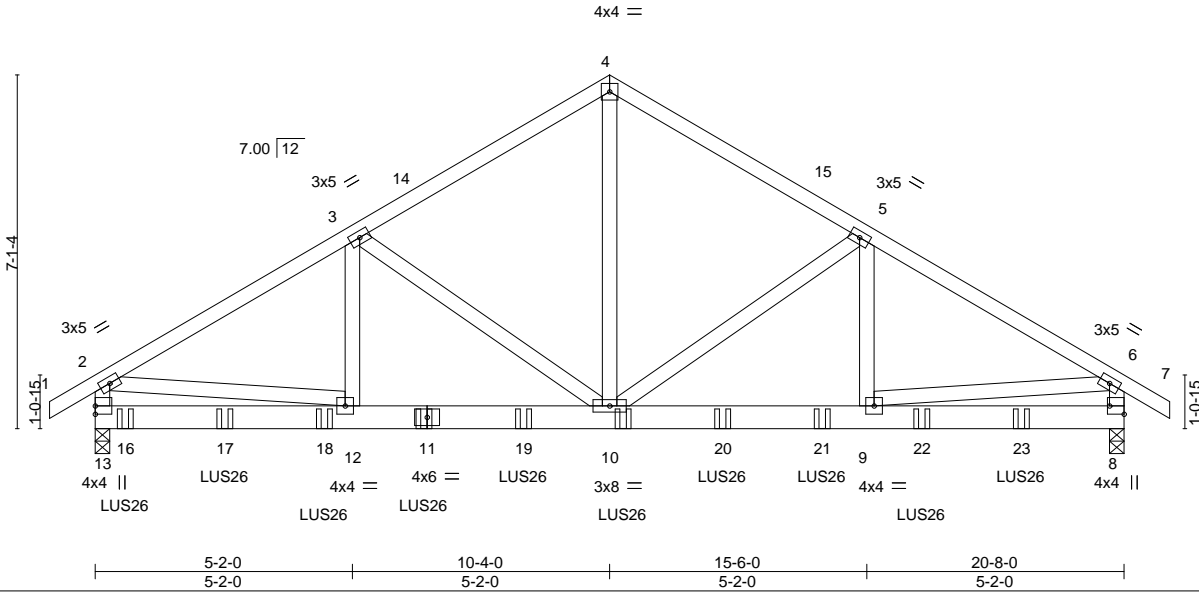 4x4 =
4
7.00 12
3x5
14
3
15
3x5
5
7-1-4
3x5
2
1
1-0-15
3x5
6
7
1-0-15
16
17
18
12
11
19
10
20
21
9
22
23
13
8
4x4 ||
LUS26
LUS26
4x4 =
LUS26
4x6 =
LUS26
LUS26
3x8 =
LUS26
LUS26
LUS26
4x4 =
LUS26
LUS26
4x4 ||
5-2-0
10-4-0
15-6-0
20-8-0
5-2-0
5-2-0
5-2-0
5-2-0